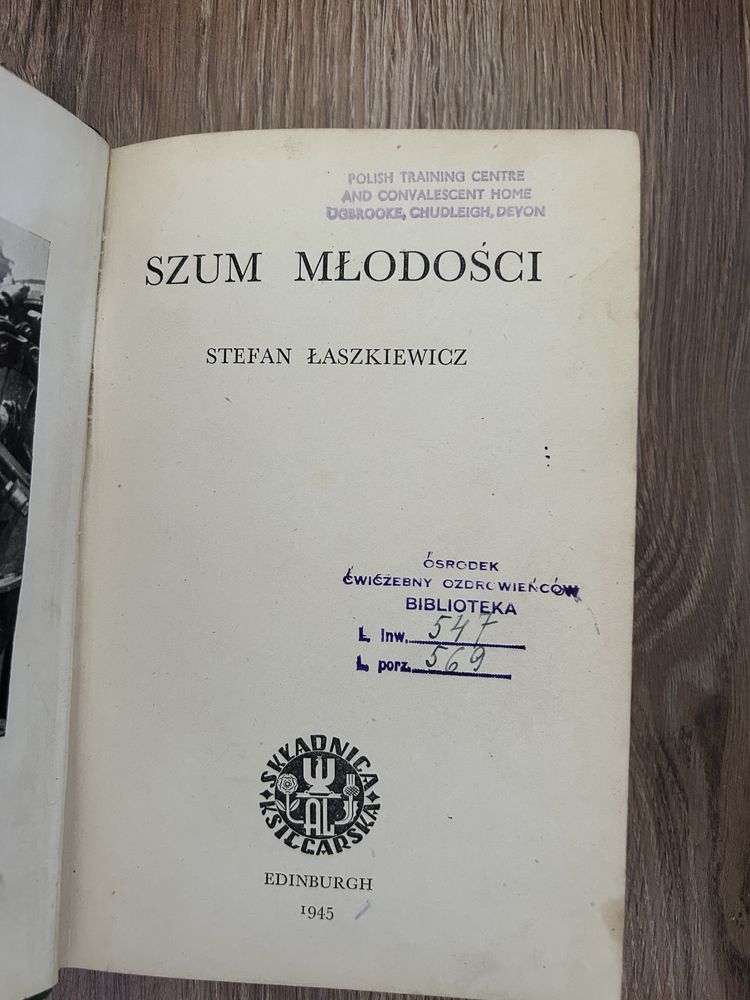 POLISH TRAINING CENTRE
AND CONVALESCENT HOME
UGBROOKE, CHUDLEIGH, DEVON
SZUM MŁODOŚCI
STEFAN ŁASZKIEWICZ
OŚRODEK
ĆWICZEBNY OZDROWIEŃCÓW
BIBLIOTEKA
L. inw. 547
L. porz. 569
SKŁADNICA
KSIĘGARSKA
W
AL
EDINBURGH
1945